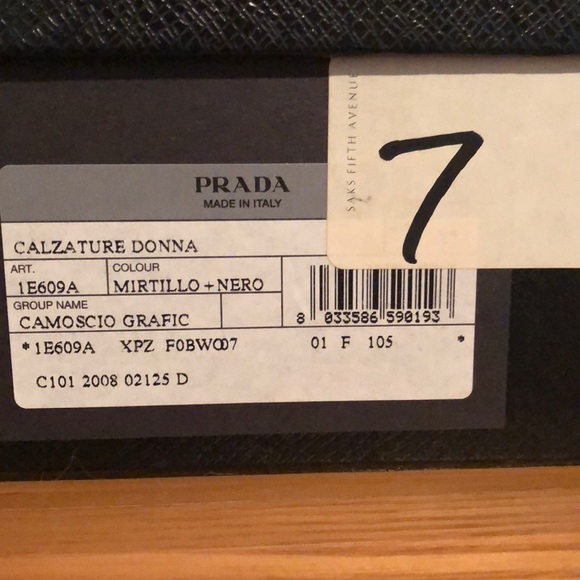 PRADA
MADE IN ITALY
SAKS FIFTH AVENUE
7
CALZATURE DONNA
ART.
1E609A
COLOUR
MIRTILLO + NERO
GROUP NAME
CAMOSCIO GRAFIC
8 033586 590193
* 1E609A XPZ F0BW007 01 F 105 *
C101 2008 02125 D